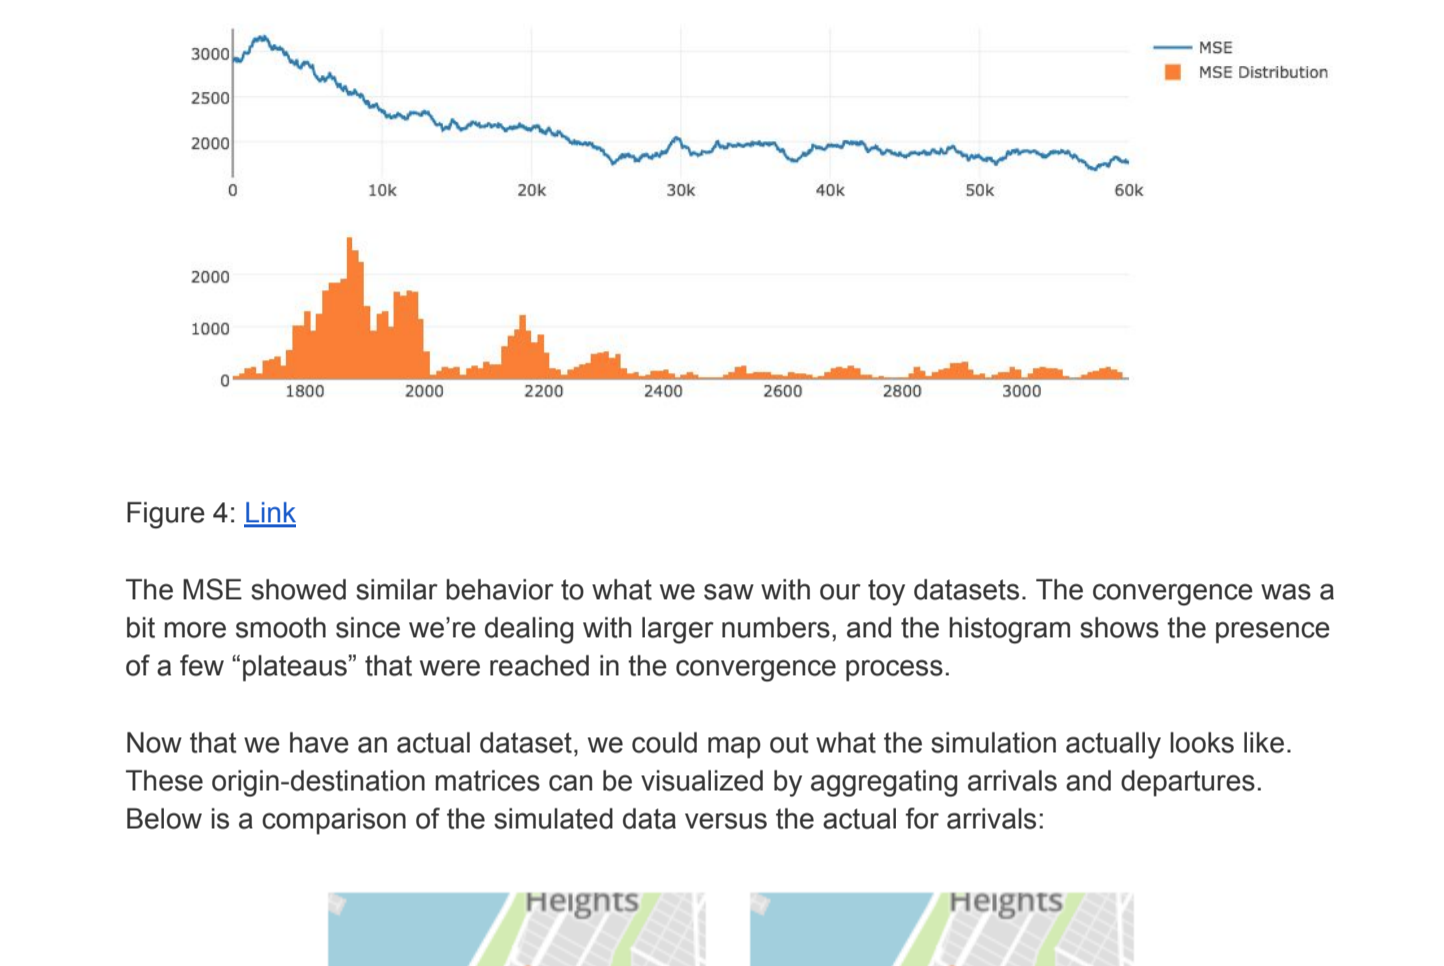 3000
2500
2000
0 10k 20k 30k 40k 50k 60k
MSE
MSE Distribution
2000
1000
0
1800 2000 2200 2400 2600 2800 3000
Figure 4: Link
The MSE showed similar behavior to what we saw with our toy datasets. The convergence was a
bit more smooth since we’re dealing with larger numbers, and the histogram shows the presence
of a few “plateaus” that were reached in the convergence process.
Now that we have an actual dataset, we could map out what the simulation actually looks like.
These origin-destination matrices can be visualized by aggregating arrivals and departures.
Below is a comparison of the simulated data versus the actual for arrivals:
Heights Heights